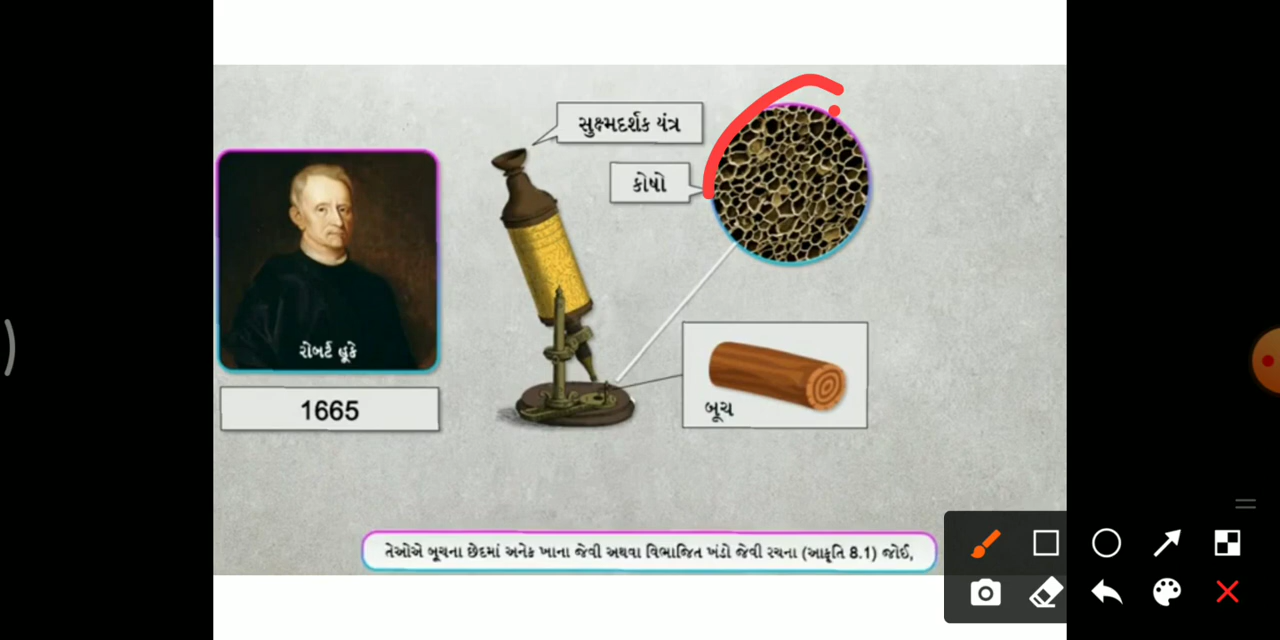 સુક્ષ્મદર્શક યંત્ર
કોષો
રોબર્ટ હૂકે
1665
બૂચ
તેઓએ બૂચના છેદમાં અનેક ખાના જેવી અથવા વિભાજિત ખંડો જેવી રચના (આકૃતિ 8.1) જોઈ,